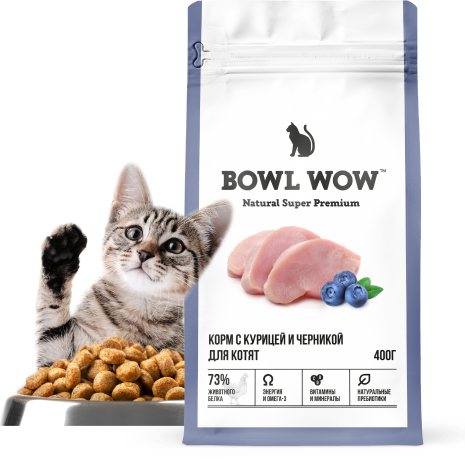 BOWL WOW™
Natural Super Premium
КОРМ С КУРИЦЕЙ И ЧЕРНИКОЙ
ДЛЯ КОТЯТ 400Г
73%
ЖИВОТНОГО
БЕЛКА
ЭНЕРГИЯ
И ОМЕГА-3
ВИТАМИНЫ
И МИНЕРАЛЫ
НАТУРАЛЬНЫЕ
ПРЕБИОТИКИ